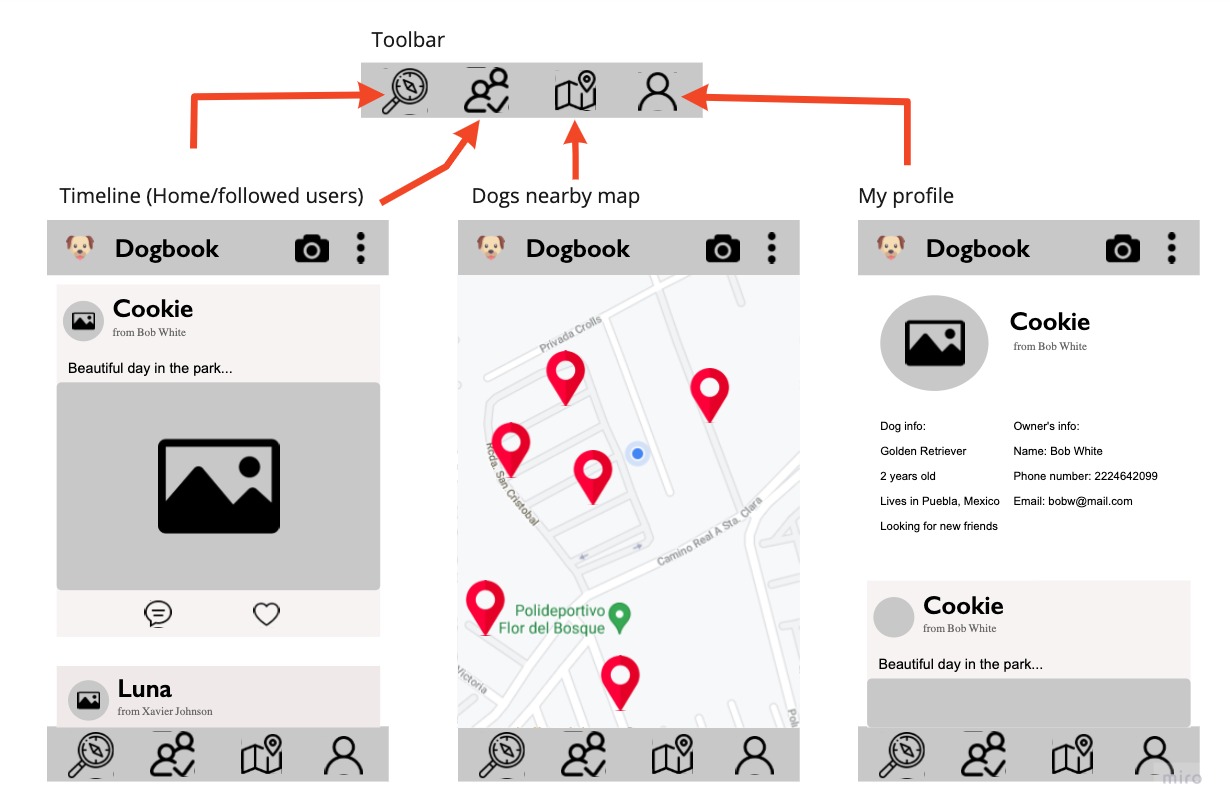 Toolbar
Timeline (Home/followed users)
Dogs nearby map
My profile
Dogbook
Cookie
from Bob White
Beautiful day in the park...
Luna
from Xavier Johnson
Dogbook
Privada Crolls
Rcda. San Cristobal
Camino Real A Sta. Clara
Polideportivo
Flor del Bosque
Victoria
Dogbook
Cookie
from Bob White
Dog info:
Golden Retriever
2 years old
Lives in Puebla, Mexico
Looking for new friends
Owner's info:
Name: Bob White
Phone number: 2224642099
Email: bobw@mail.com
Cookie
from Bob White
Beautiful day in the park...
miro